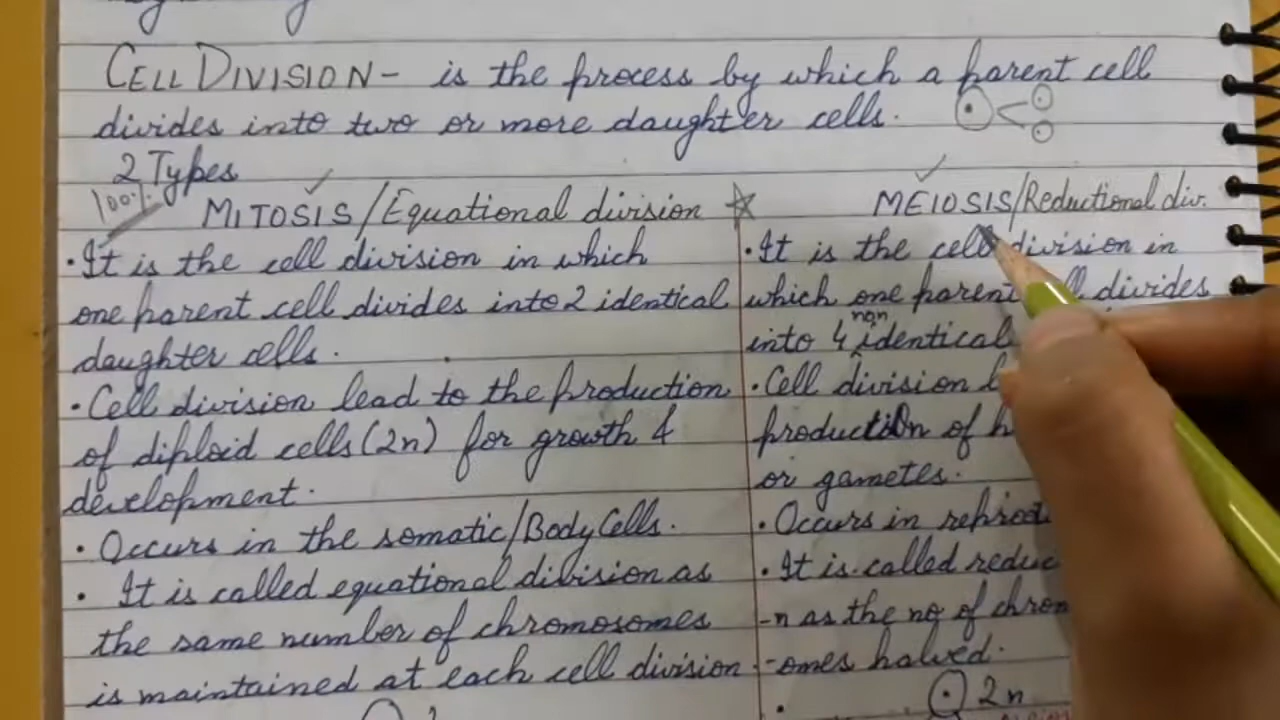 CELL DIVISION - is the process by which a parent cell
divides into two or more daughter cells.
2 Types
100%
MITOSIS/Equational division
• It is the cell division in which
one parent cell divides into 2 identical
daughter cells.
• Cell division lead to the production
of diploid cells (2n) for growth &
development.
• Occurs in the somatic/Body Cells.
• It is called equational division as
the same number of chromosomes
is maintained at each cell division
MEIOSIS/Reductional div.
• It is the cell division in
which one parent divides
into 4 non identical
• Cell division
production of
or gametes.
• Occurs in
• It is called
-n as the no of
-omes halved.
2n